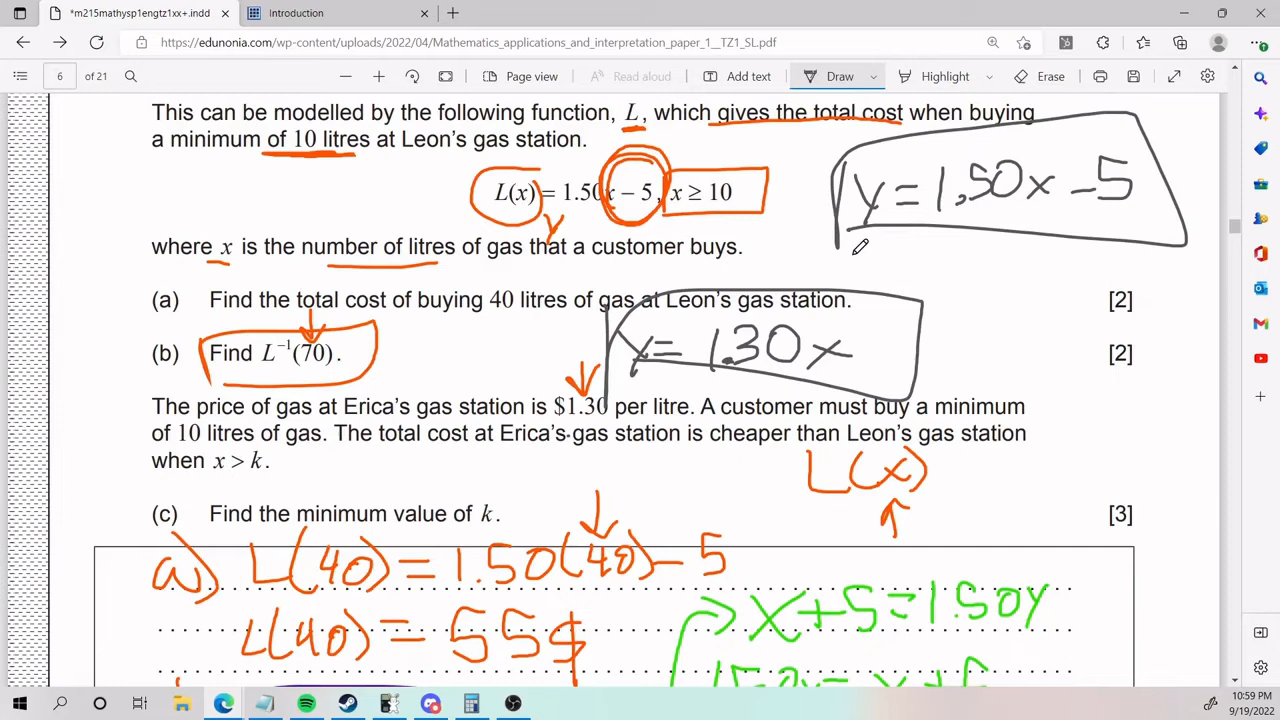 *m215mathysp1engtz1xx+.indd
Introduction
https://edunonia.com/wp-content/uploads/2022/04/Mathematics_applications_and_interpretation_paper_1__TZ1_SL.pdf
6 of 21
Page view
Read aloud
Add text
Draw
Highlight
Erase
This can be modelled by the following function, L, which gives the total cost when buying
a minimum of 10 litres at Leon's gas station.
L(x) = 1.50x − 5, x ≥ 10
y
y = 1.50x − 5
where x is the number of litres of gas that a customer buys.
(a) Find the total cost of buying 40 litres of gas at Leon's gas station. [2]
(b) Find L⁻¹(70). [2]
y = 1.30x
The price of gas at Erica's gas station is $1.30 per litre. A customer must buy a minimum
of 10 litres of gas. The total cost at Erica's gas station is cheaper than Leon's gas station
when x > k.
L(x)
(c) Find the minimum value of k. [3]
a) L(40) = 1.50(40) − 5
x + 5 = 1.50y
L(40) = 55$
10:59 PM
9/19/2022